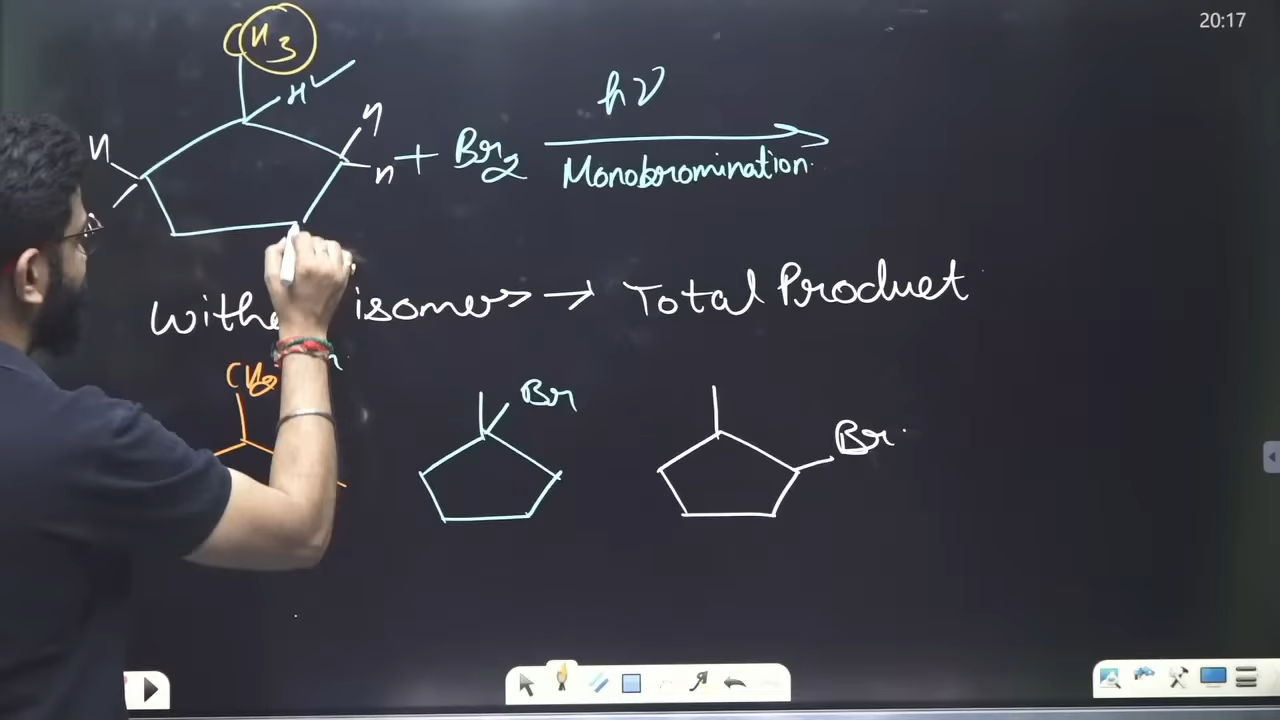 20:17
CH3
H
H
H
H
+ Br2
hν
Monobromination.
isomers → Total Product
Br
Br